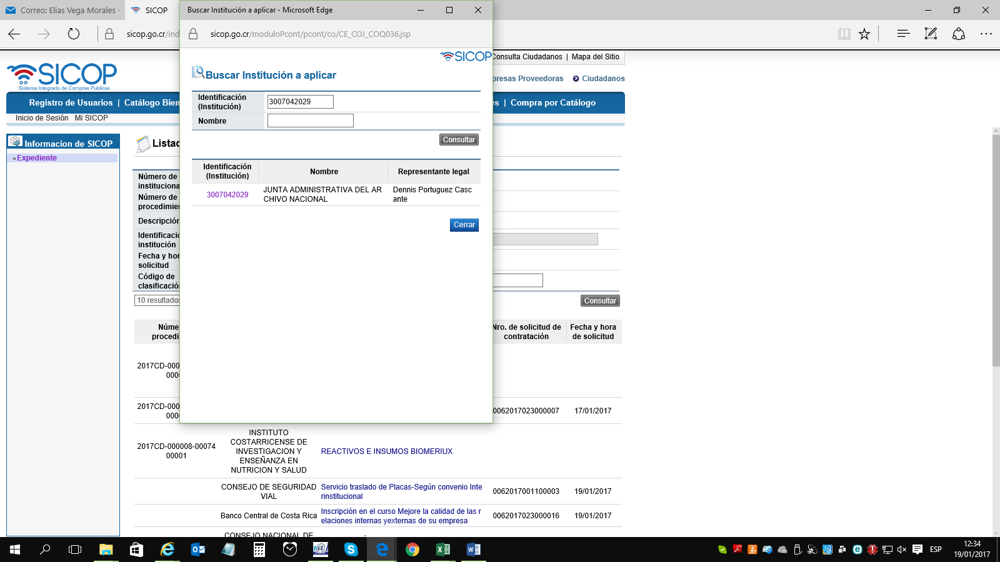 Correo: Elias Vega Morales -
SICOP
Buscar Institución a aplicar - Microsoft Edge
sicop.go.cr/ind
sicop.go.cr/moduloPcont/pcont/co/CE_COJ_COQ036.jsp
SICOP
Consulta Ciudadanos | Mapa del Sitio
SICOP
Sistema Integrado de Compras Publicas
presas Proveedoras Ciudadanos
Registro de Usuarios | Catálogo Bien
es | Compra por Catálogo
Inicio de Sesión Mi SICOP
Informacion de SICOP
Expediente
Buscar Institución a aplicar
Identificación
(Institución)
3007042029
Nombre
Consultar
Identificación
(Institución)
Nombre
Representante legal
3007042029
JUNTA ADMINISTRATIVA DEL AR
CHIVO NACIONAL
Dennis Portuguez Casc
ante
Cerrar
Listad
Número de
instituciona
Número de
procedimien
Descripción
Identificació
institución
Fecha y hor
solicitud
Código de
clasificació
10 resultados
Consultar
Núme
procedi
Nro. de solicitud de
contratación
Fecha y hora
de solicitud
2017CD-000
000
2017CD-000
000
0062017023000007
17/01/2017
2017CD-000008-00074
00001
INSTITUTO
COSTARRICENSE DE
INVESTIGACION Y
ENSEÑANZA EN
NUTRICION Y SALUD
REACTIVOS E INSUMOS BIOMERIUX
CONSEJO DE SEGURIDAD
VIAL
Servicio traslado de Placas-Según convenio Inte
rinstitucional
0062017001100003
19/01/2017
Banco Central de Costa Rica
Inscripción en el curso Mejore la calidad de las r
elaciones internas yexternas de su empresa
0062017023000016
19/01/2017
CONSEJO NACIONAL DE
ESP
12:34
19/01/2017